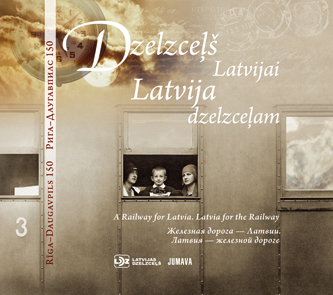 Dzelzceļš
Latvijai
Latvija
dzelzceļam
RĪGA–DAUGAVPILS 150 РИГА–ДАУГАВПИЛС 150
3
A Railway for Latvia. Latvia for the Railway
Железная дорога — Латвии.
Латвия — железной дороге
LDZ LATVIJAS
DZELZCEĻŠ
JUMAVA